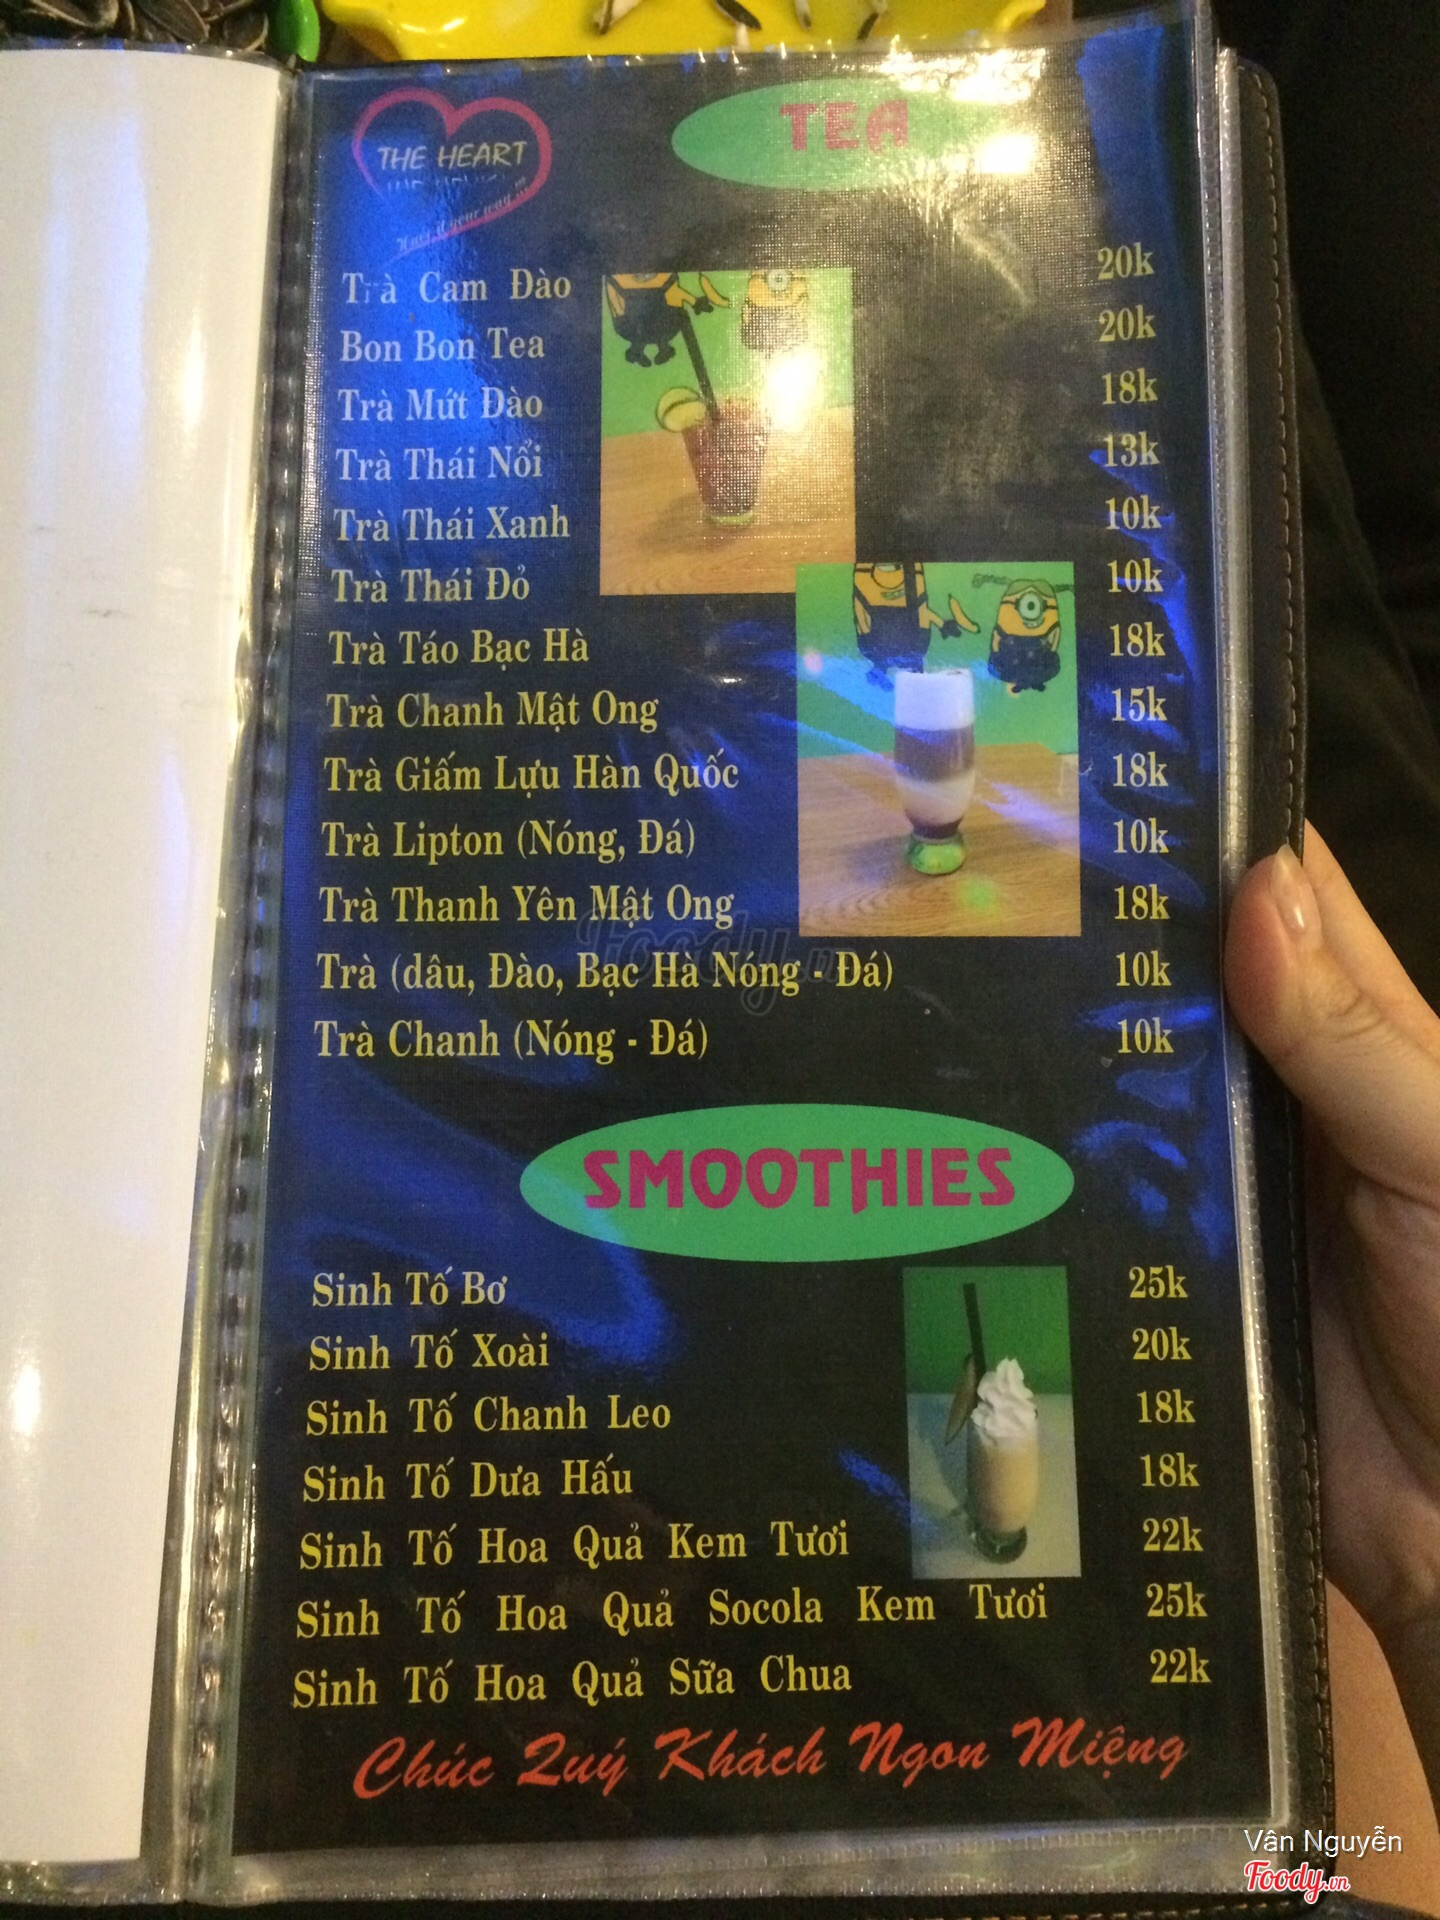 THE HEART
TEA
Trà Cam Đào 20k
Bon Bon Tea 20k
Trà Mứt Đào 18k
Trà Thái Nổi 13k
Trà Thái Xanh 10k
Trà Thái Đỏ 10k
Trà Táo Bạc Hà 18k
Trà Chanh Mật Ong 15k
Trà Giấm Lựu Hàn Quốc 18k
Trà Lipton (Nóng, Đá) 10k
Trà Thanh Yên Mật Ong 18k
Trà (dâu, Đào, Bạc Hà Nóng - Đá) 10k
Trà Chanh (Nóng - Đá) 10k
SMOOTHIES
Sinh Tố Bơ 25k
Sinh Tố Xoài 20k
Sinh Tố Chanh Leo 18k
Sinh Tố Dưa Hấu 18k
Sinh Tố Hoa Quả Kem Tươi 22k
Sinh Tố Hoa Quả Socola Kem Tươi 25k
Sinh Tố Hoa Quả Sữa Chua 22k
Chúc Quý Khách Ngon Miệng
Vân Nguyễn
Foody.vn